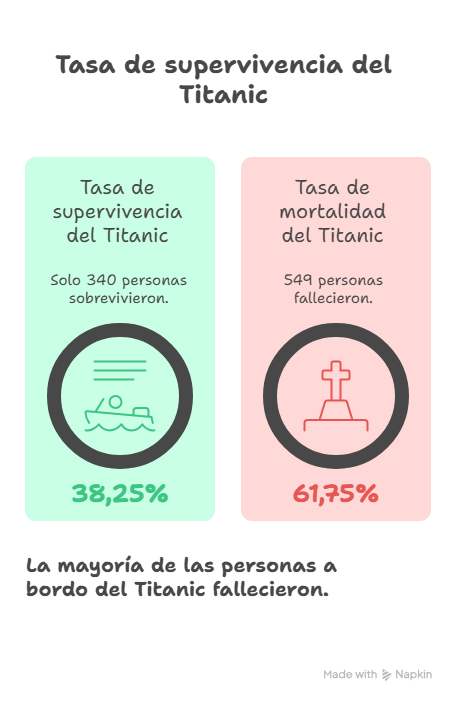 Tasa de supervivencia del
Titanic
Tasa de
supervivencia
del Titanic
Solo 340 personas
sobrevivieron.
38,25%
Tasa de
mortalidad
del Titanic
549 personas
fallecieron.
61,75%
La mayoría de las personas a
bordo del Titanic fallecieron.
Made with Napkin